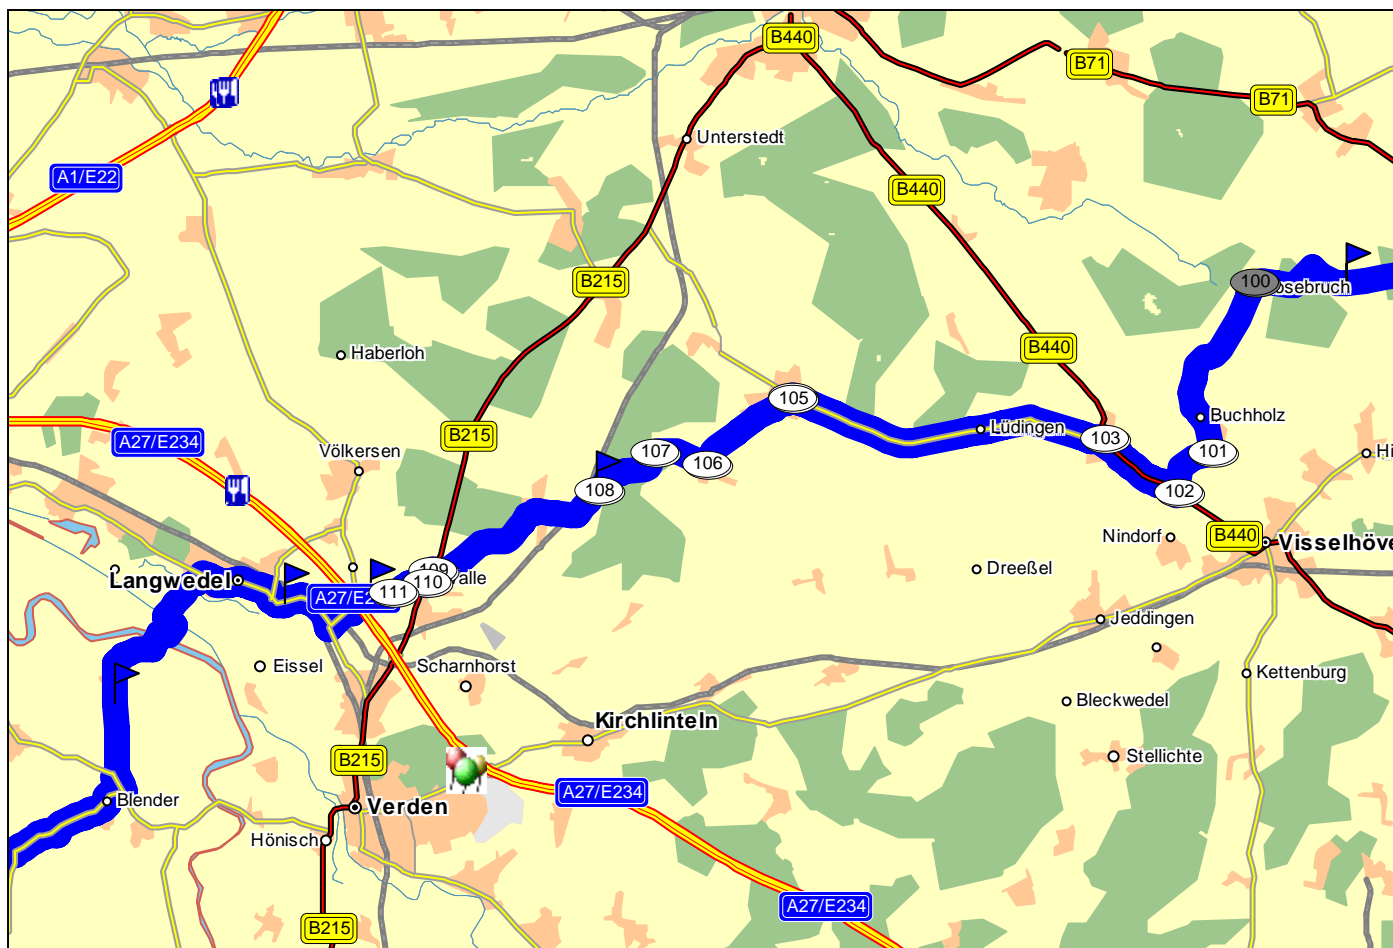 B440
B71
B71
Unterstedt
A1/E22
B440
B215
100
osebruch
Haberloh
B440
105
Buchholz
Lüdingen
B215
A27/E234
103
Völkersen
107
101
106
108
102
Nindorf
B440
Visselhöve
Dreeßel
109
alle
Langwedel
110
111
A27/E2
Jeddingen
Eissel
Scharnhorst
Kettenburg
Bleckwedel
Kirchlinteln
Stellichte
B215
A27/E234
Blender
Verden
Hönisch
A27/E234
B215